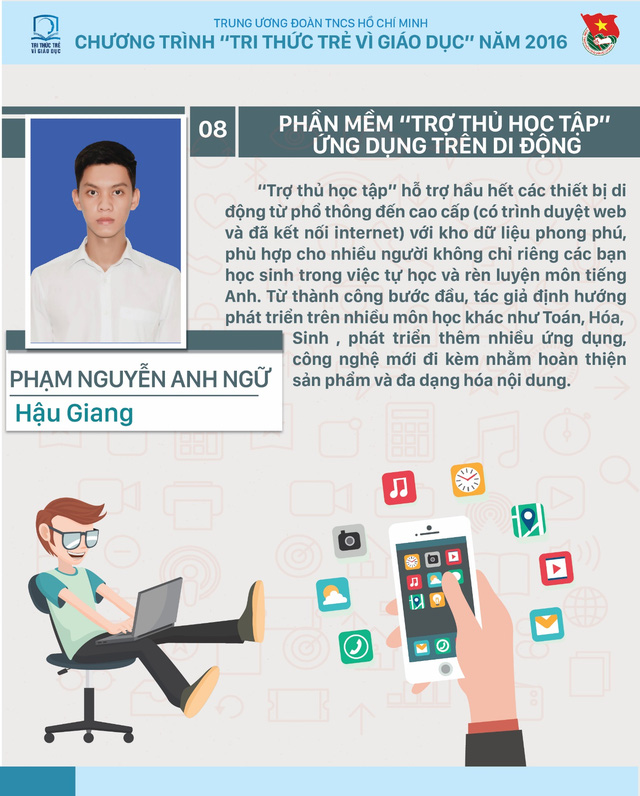 TRUNG ƯƠNG ĐOÀN TNCS HỒ CHÍ MINH
CHƯƠNG TRÌNH “TRI THỨC TRẺ VÌ GIÁO DỤC” NĂM 2016
TRI THỨC TRẺ
VÌ GIÁO DỤC
08
PHẦN MỀM “TRỢ THỦ HỌC TẬP”
ỨNG DỤNG TRÊN DI ĐỘNG
“Trợ thủ học tập” hỗ trợ hầu hết các thiết bị di
động từ phổ thông đến cao cấp (có trình duyệt web
và đã kết nối internet) với kho dữ liệu phong phú,
phù hợp cho nhiều người không chỉ riêng các bạn
học sinh trong việc tự học và rèn luyện môn tiếng
Anh. Từ thành công bước đầu, tác giả định hướng
phát triển trên nhiều môn học khác như Toán, Hóa,
Sinh , phát triển thêm nhiều ứng dụng,
công nghệ mới đi kèm nhằm hoàn thiện
sản phẩm và đa dạng hóa nội dung.
PHẠM NGUYỄN ANH NGỮ
Hậu Giang